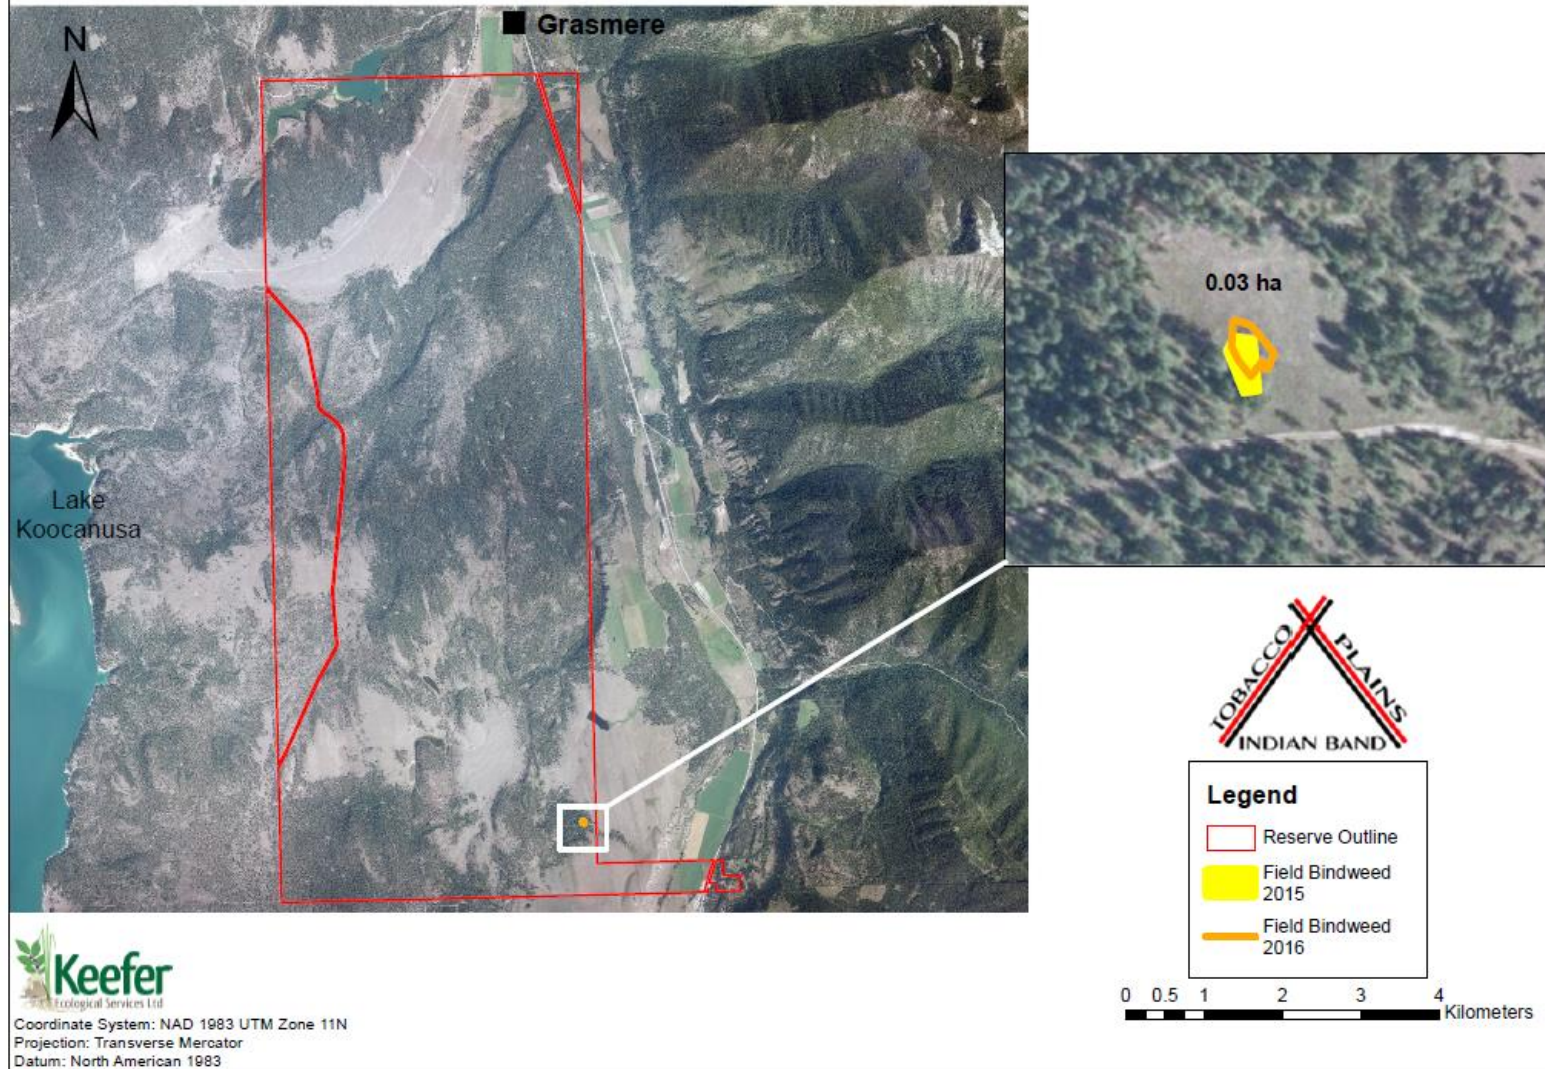 Grasmere
N
0.03 ha
Lake
Koocanusa
TOBACCO
PLAINS
INDIAN BAND
Legend
Reserve Outline
Field Bindweed
2015
Field Bindweed
2016
Keefer
Ecological Services Ltd
0 0.5 1 2 3 4
Kilometers
Coordinate System: NAD 1983 UTM Zone 11N
Projection: Transverse Mercator
Datum: North American 1983